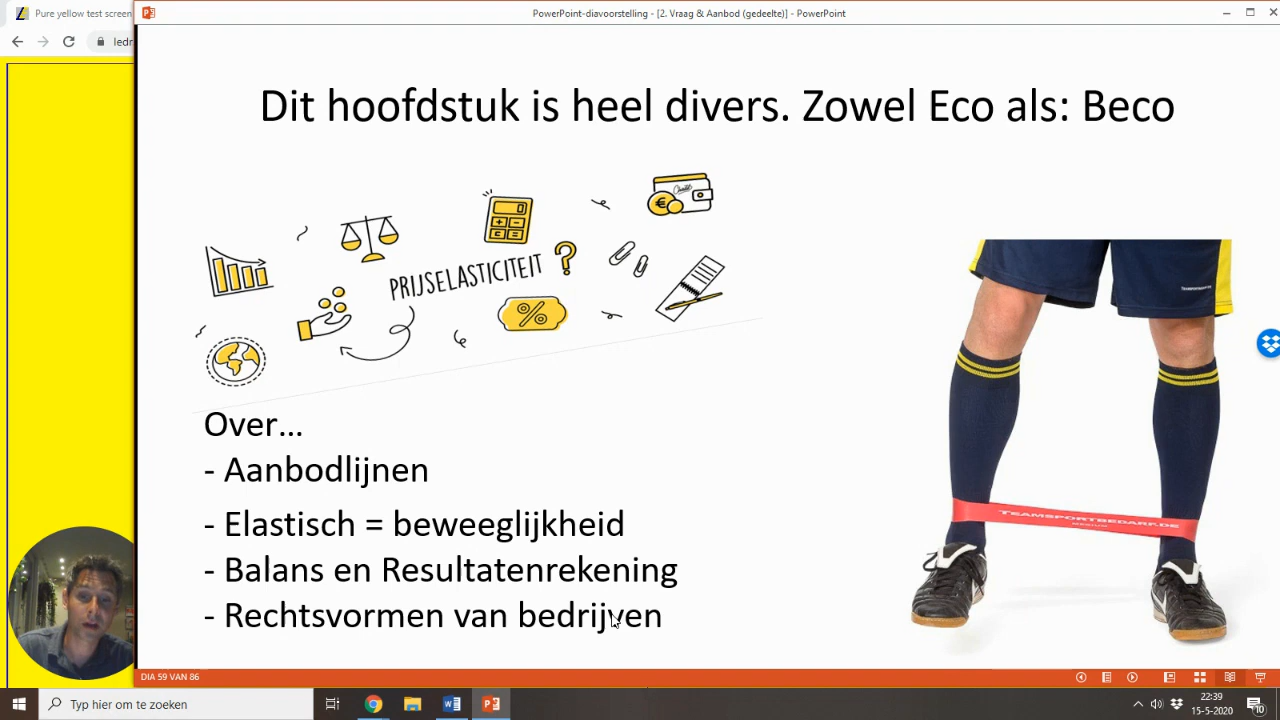 Pure yellow test screen
PowerPoint-diavoorstelling - [2. Vraag & Aanbod (gedeelte)] - PowerPoint
ledr
Dit hoofdstuk is heel divers. Zowel Eco als: Beco
PRIJSELASTICITEIT ?
Over...
- Aanbodlijnen
- Elastisch = beweeglijkheid
- Balans en Resultatenrekening
- Rechtsvormen van bedrijven
TEAMSPORTBEDARF.DE
DIA 59 VAN 86
Typ hier om te zoeken
22:39
15-5-2020
10